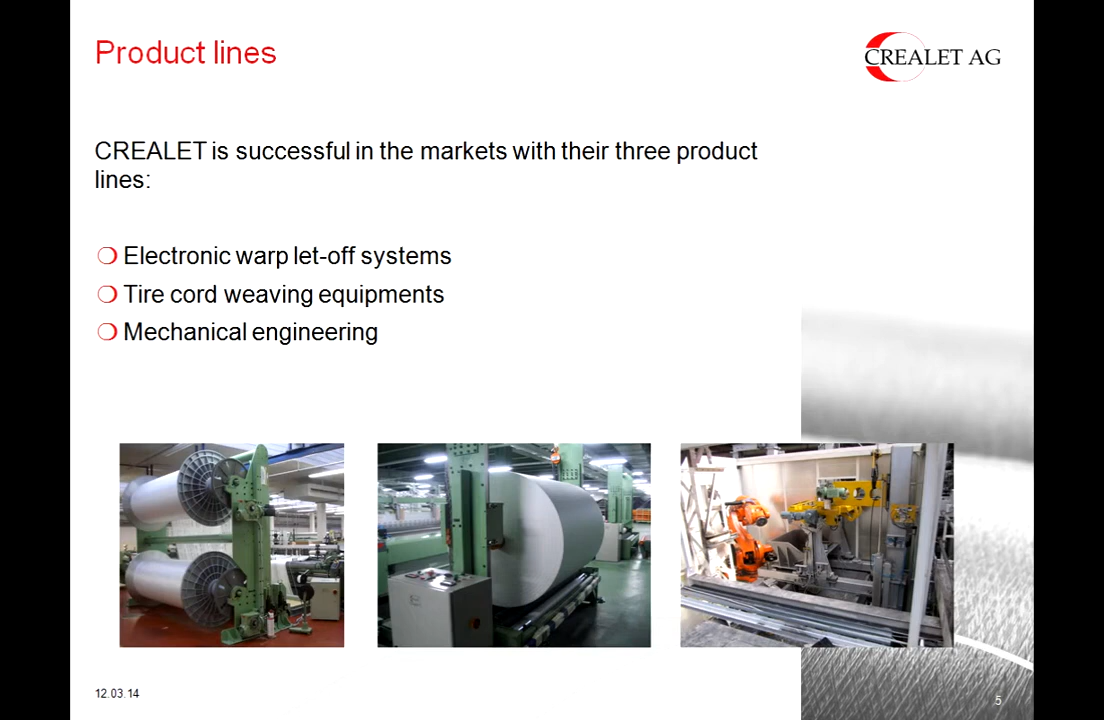 Product lines
CREALET AG
CREALET is successful in the markets with their three product
lines:
Electronic warp let-off systems
Tire cord weaving equipments
Mechanical engineering
12.03.14
5